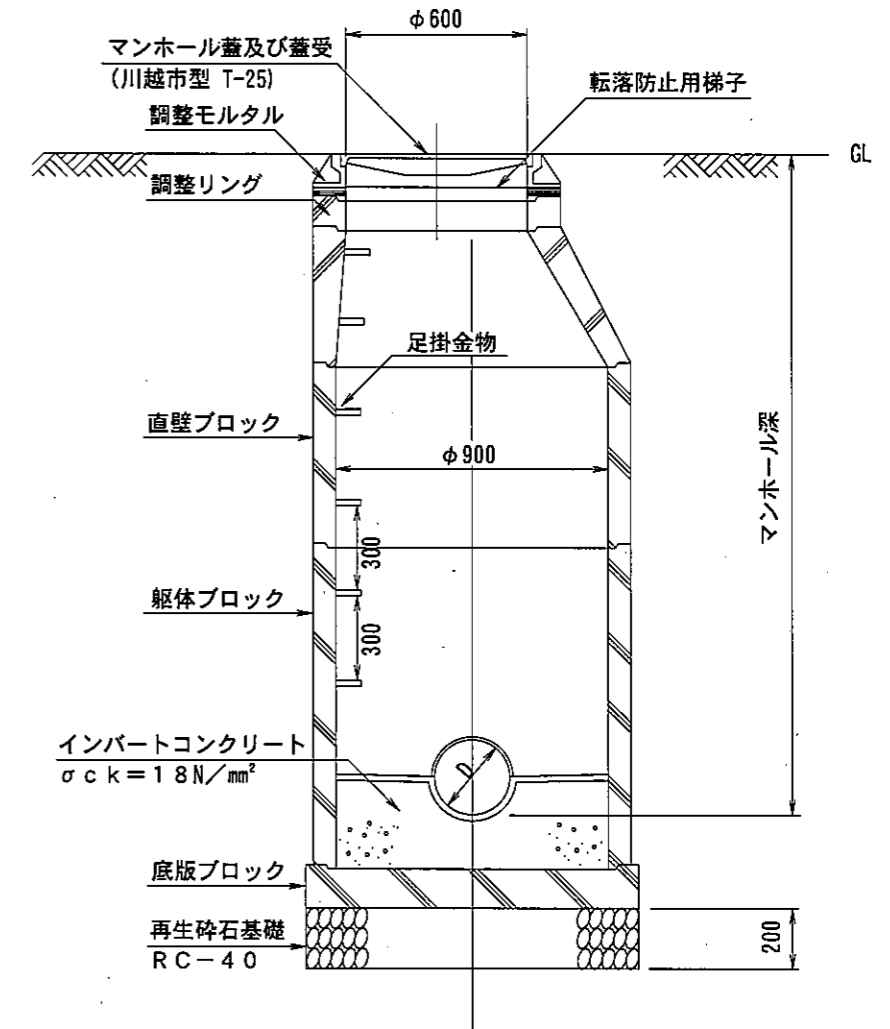 φ600
マンホール蓋及び蓋受
(川越市型 T-25)
転落防止用梯子
調整モルタル
GL
調整リング
足掛金物
直壁ブロック
φ900
マンホール深
300
躯体ブロック
300
インバートコンクリート
σck=18N/mm²
D
底版ブロック
再生砕石基礎
RC-40
200